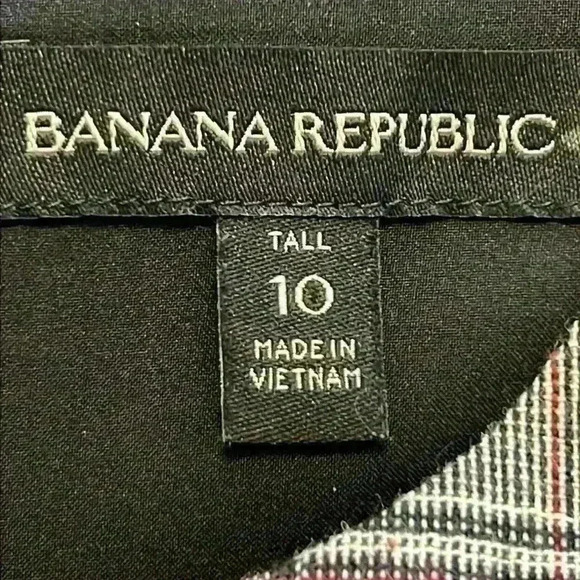 BANANA REPUBLIC
TALL
10
MADE IN
VIETNAM